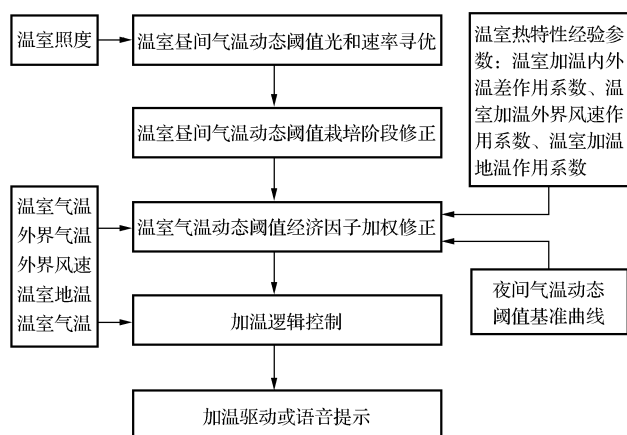 温室照度
温室昼间气温动态阈值光和速率寻优
温室昼间气温动态阈值栽培阶段修正
温室热特性经验参
数：温室加温内外
温差作用系数、温
室加温外界风速作
用系数、温室加温
地温作用系数
温室气温
外界气温
外界风速
温室地温
温室气温
温室气温动态阈值经济因子加权修正
夜间气温动态
阈值基准曲线
加温逻辑控制
加温驱动或语音提示